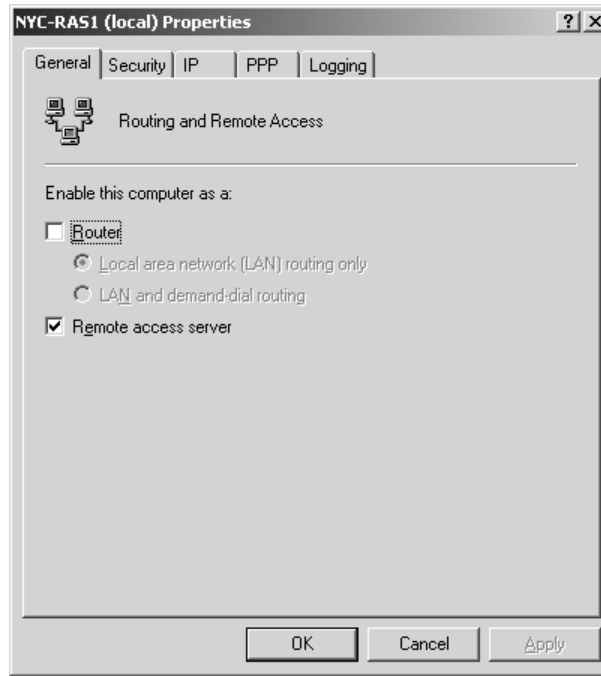 NYC-RAS1 (local) Properties
General Security IP PPP Logging
Routing and Remote Access
Enable this computer as a:
Router
Local area network (LAN) routing only
LAN and demand-dial routing
Remote access server
OK Cancel Apply